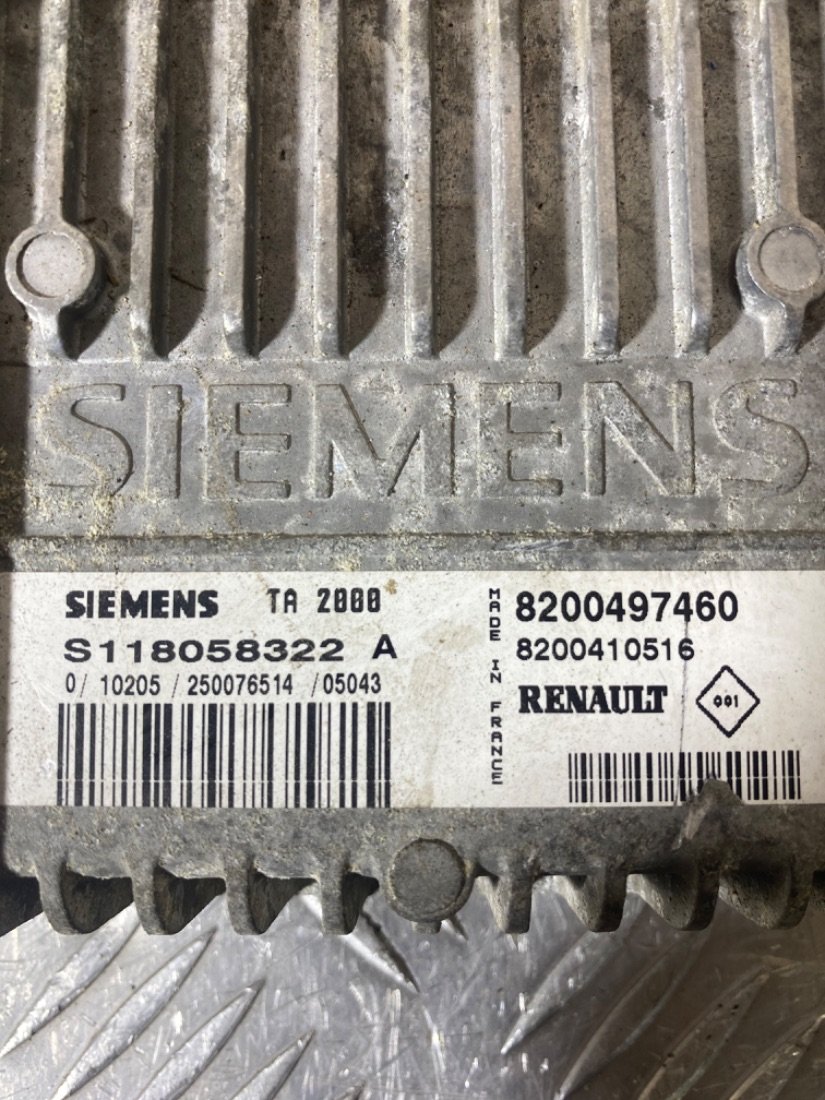 SIEMENS
SIEMENS TA 2000
S118058322 A
0/ 10205 / 250076514 / 05043
MADE IN FRANCE
8200497460
8200410516
RENAULT 001